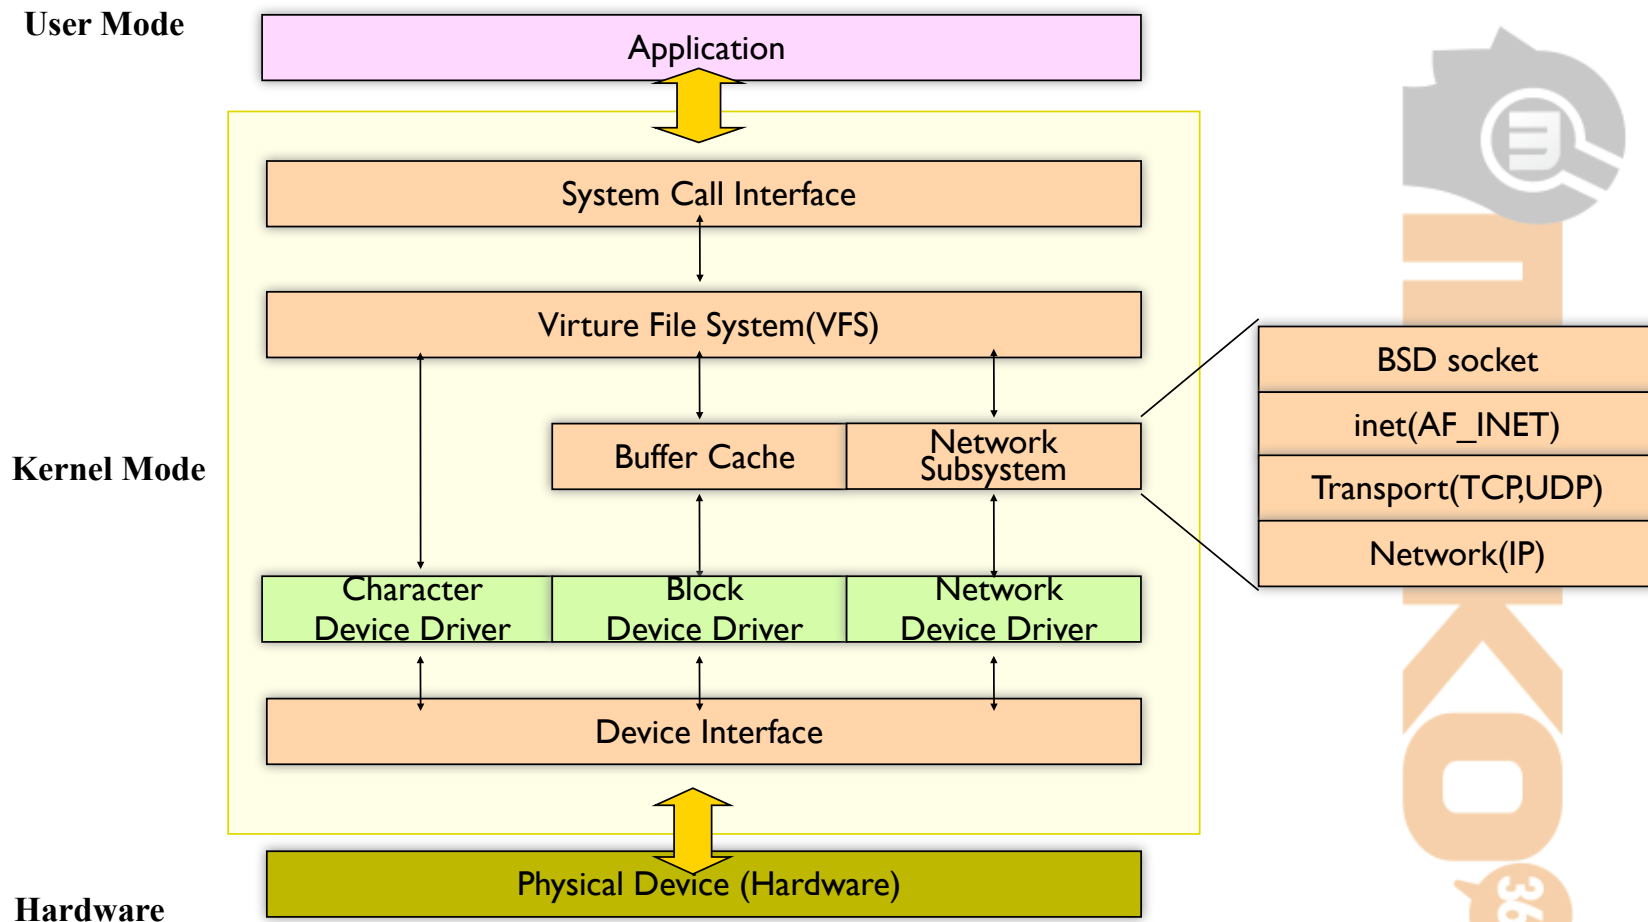 User Mode
Application
System Call Interface
Virture File System(VFS)
BSD socket
inet(AF_INET)
Transport(TCP,UDP)
Network(IP)
Kernel Mode
Buffer Cache
Network
Subsystem
Character
Device Driver
Block
Device Driver
Network
Device Driver
Device Interface
Physical Device (Hardware)
Hardware